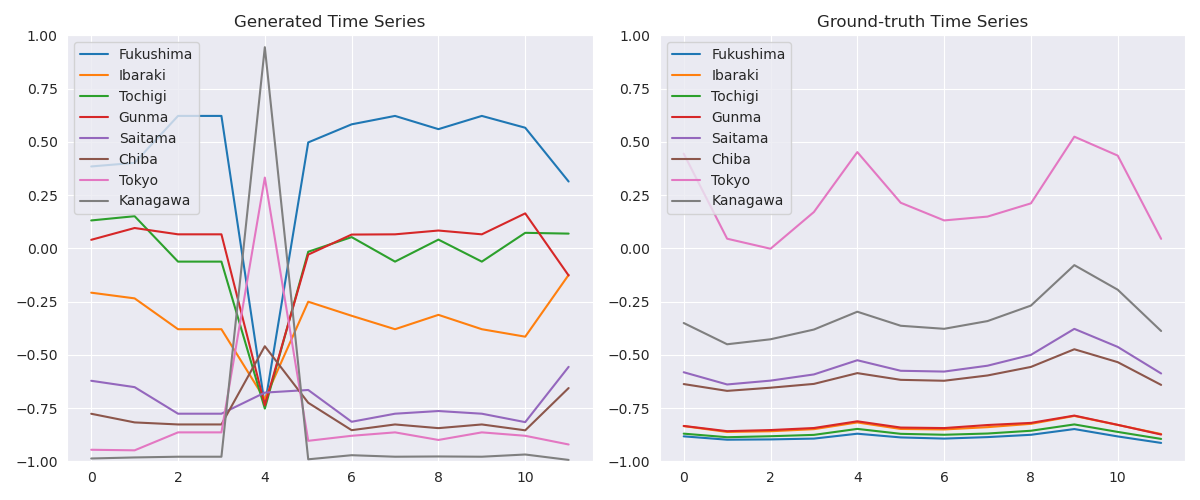 Generated Time Series
1.00
0.75
0.50
0.25
0.00
−0.25
−0.50
−0.75
−1.00
Fukushima
Ibaraki
Tochigi
Gunma
Saitama
Chiba
Tokyo
Kanagawa
0 2 4 6 8 10
Ground-truth Time Series
1.00
0.75
0.50
0.25
0.00
−0.25
−0.50
−0.75
−1.00
Fukushima
Ibaraki
Tochigi
Gunma
Saitama
Chiba
Tokyo
Kanagawa
0 2 4 6 8 10